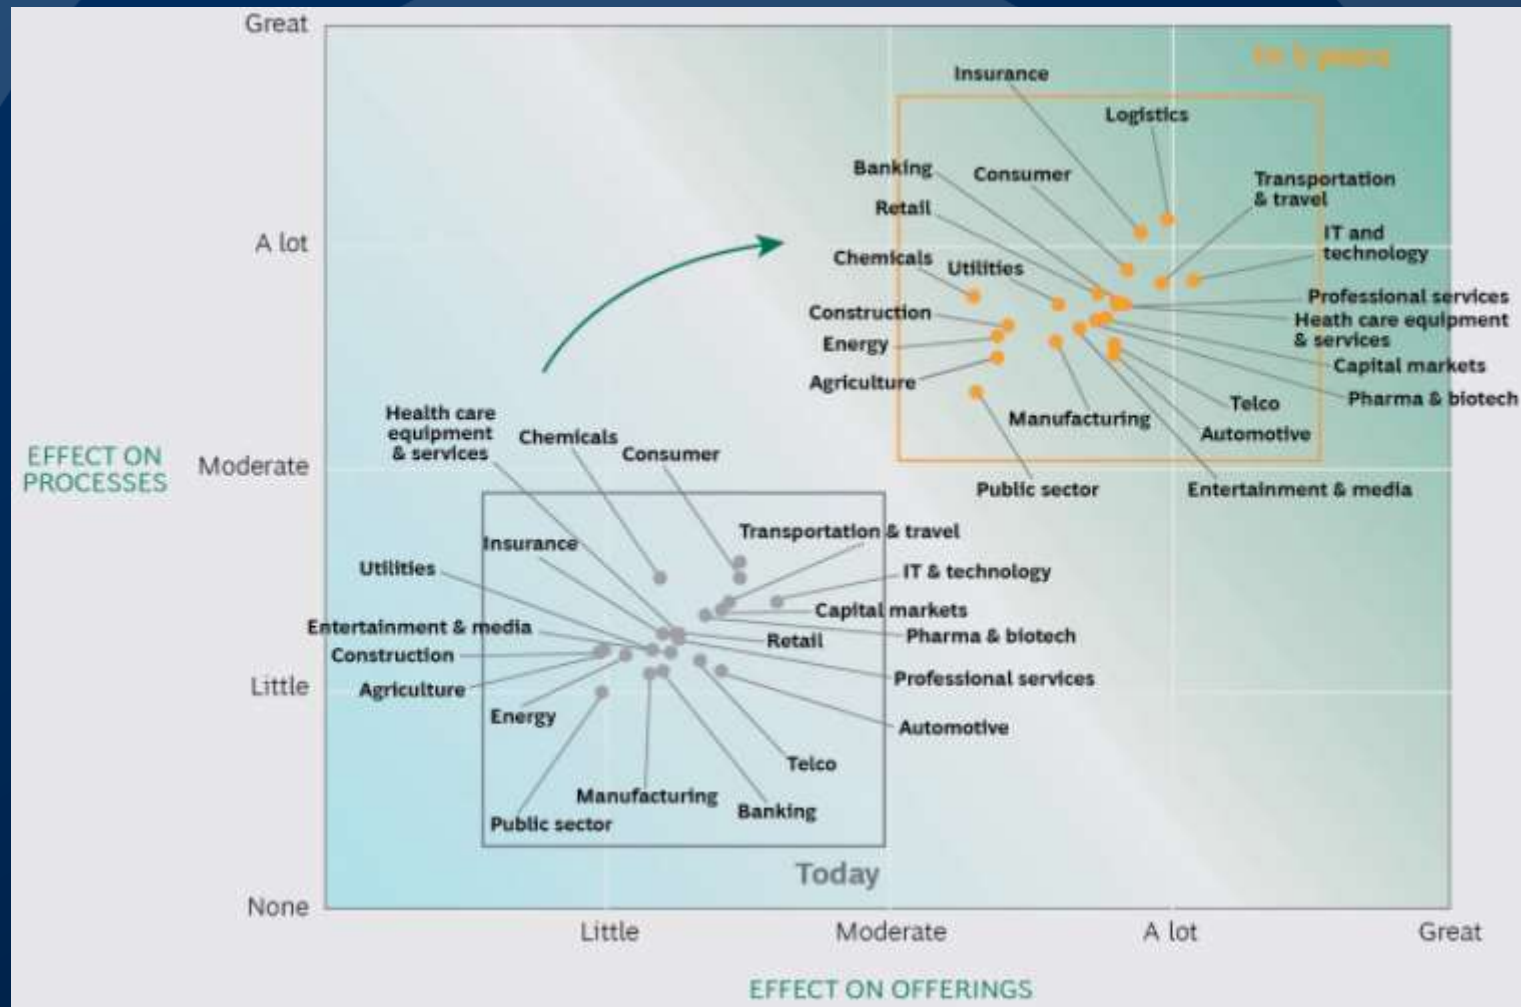 Great
In 5 years
Insurance
Logistics
Banking
Consumer
Transportation
& travel
Retail
IT and
technology
A lot
Chemicals
Utilities
Professional services
Construction
Heath care equipment
& services
Energy
Capital markets
Agriculture
Pharma & biotech
Telco
Manufacturing
Automotive
Public sector
Entertainment & media
EFFECT ON
PROCESSES
Moderate
Health care
equipment
& services
Chemicals
Consumer
Transportation & travel
Insurance
Utilities
IT & technology
Capital markets
Entertainment & media
Pharma & biotech
Retail
Construction
Little
Agriculture
Professional services
Energy
Automotive
Telco
Manufacturing
Banking
Public sector
Today
None
Little
Moderate
A lot
Great
EFFECT ON OFFERINGS